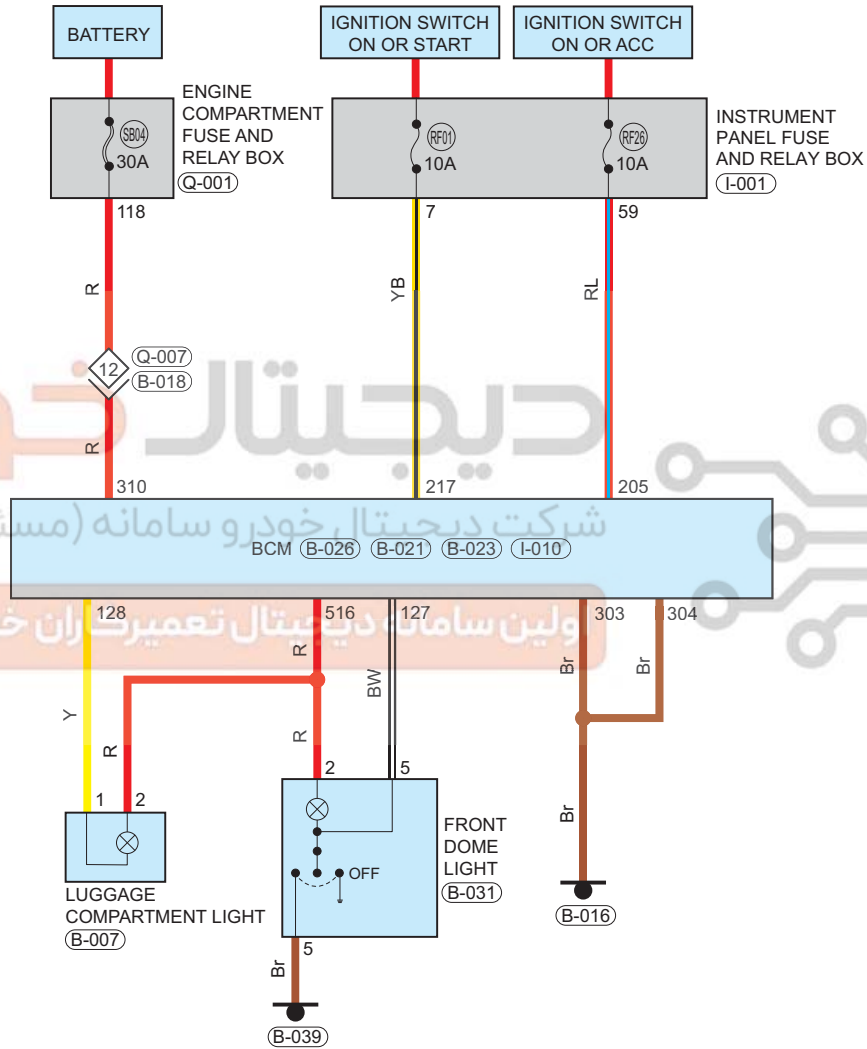 BATTERY
IGNITION SWITCH
ON OR START
IGNITION SWITCH
ON OR ACC
SB04
30A
ENGINE
COMPARTMENT
FUSE AND
RELAY BOX
Q-001
RF01
10A
RF26
10A
INSTRUMENT
PANEL FUSE
AND RELAY BOX
I-001
118
7
59
R
YB
RL
12
Q-007
B-018
R
دیجیتال خو
310
217
205
شرکت دیجیتال خودرو سامانه (مسئ
BCM B-026 B-021 B-023 I-010
128
516
127
303
304
اولین سامانه دیجیتال تعمیرکاران خ
R
Br
Br
BW
Y
R
R
2
5
1
2
Br
OFF
FRONT
DOME
LIGHT
B-031
LUGGAGE
COMPARTMENT LIGHT
B-007
B-016
5
Br
B-039